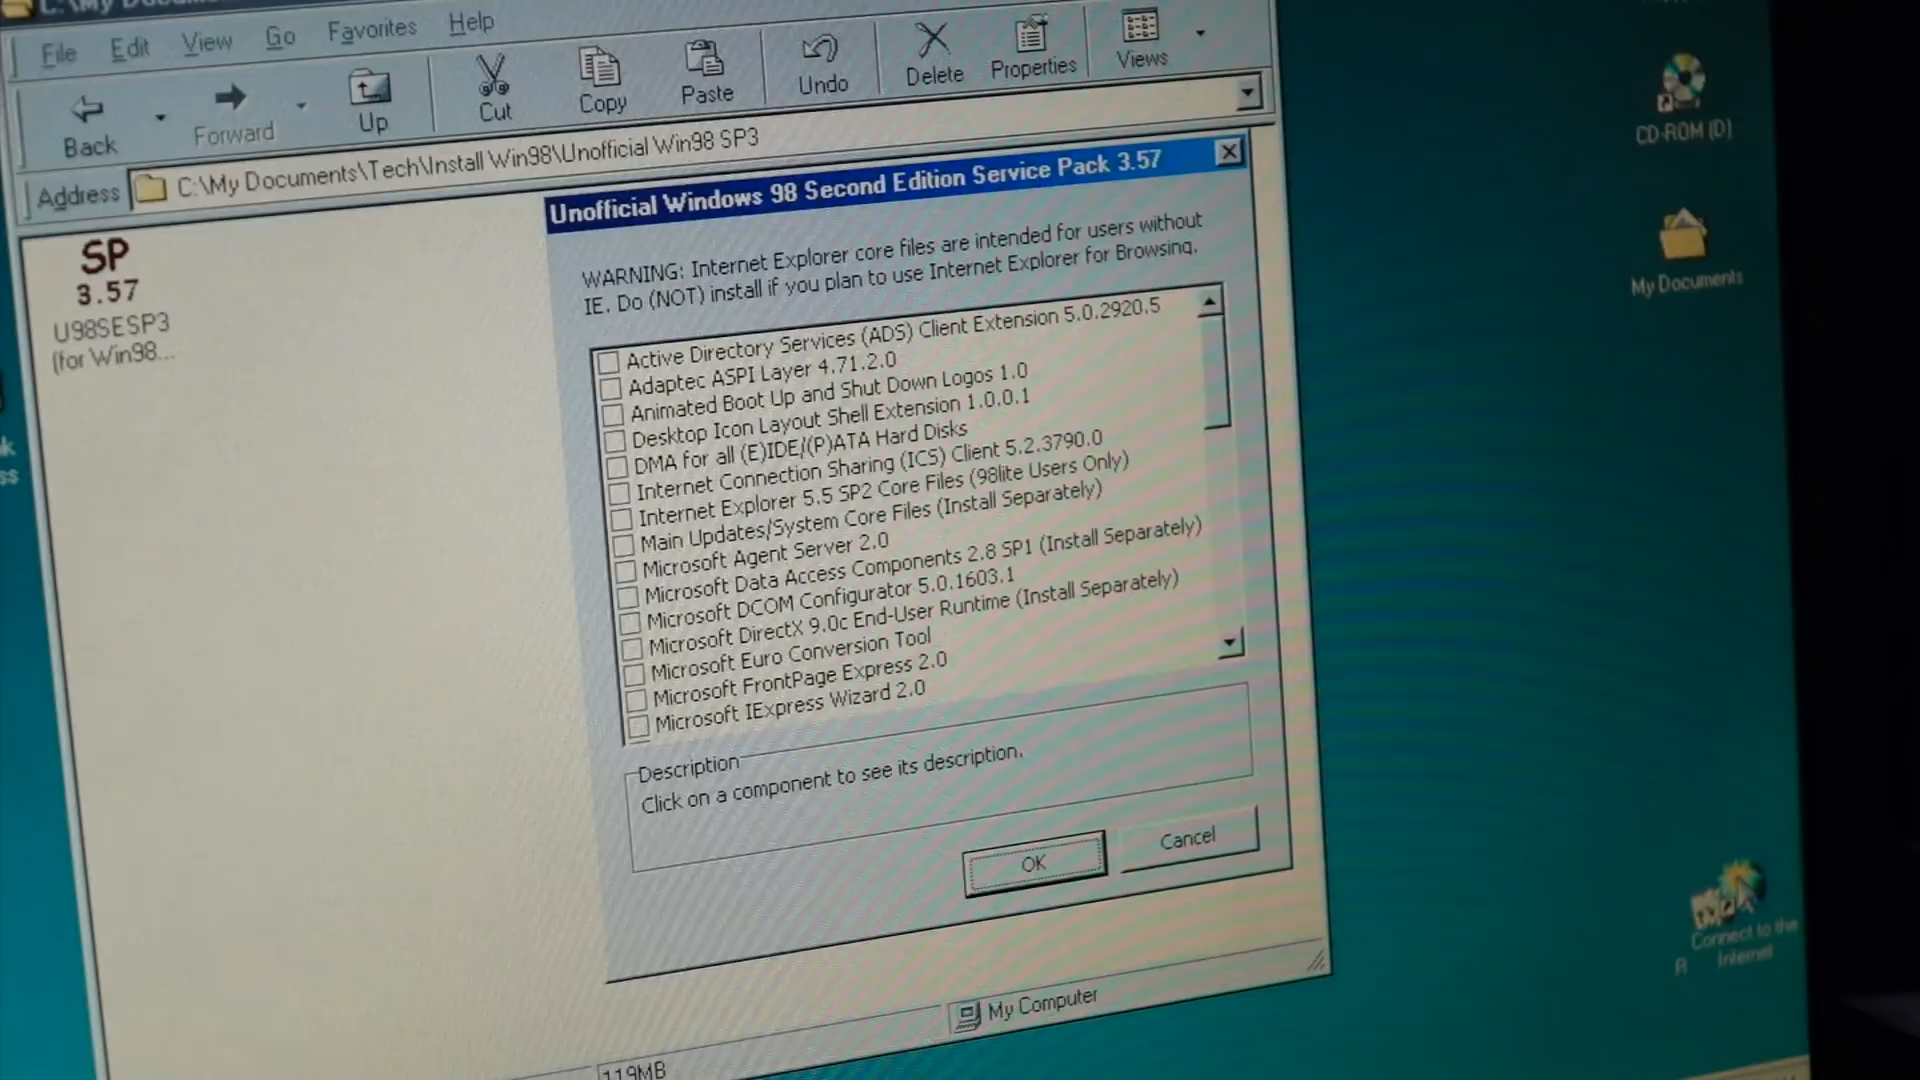 C:\My
File Edit View Go Favorites Help
Back Forward Up Cut Copy Paste Undo Delete Properties Views
Address C:\My Documents\Tech\Install Win98\Unofficial Win98 SP3
SP
3.57
U98SESP3
(for Win98...
Unofficial Windows 98 Second Edition Service Pack 3.57
WARNING: Internet Explorer core files are intended for users without
IE. Do (NOT) install if you plan to use Internet Explorer for Browsing.
Active Directory Services (ADS) Client Extension 5.0.2920.5
Adaptec ASPI Layer 4.71.2.0
Animated Boot Up and Shut Down Logos 1.0
Desktop Icon Layout Shell Extension 1.0.0.1
DMA for all (E)IDE/(P)ATA Hard Disks
Internet Connection Sharing (ICS) Client 5.2.3790.0
Internet Explorer 5.5 SP2 Core Files (98lite Users Only)
Main Updates/System Core Files (Install Separately)
Microsoft Agent Server 2.0
Microsoft Data Access Components 2.8 SP1 (Install Separately)
Microsoft DCOM Configurator 5.0.1603.1
Microsoft DirectX 9.0c End-User Runtime (Install Separately)
Microsoft Euro Conversion Tool
Microsoft FrontPage Express 2.0
Microsoft IExpress Wizard 2.0
Description
Click on a component to see its description.
OK Cancel
119MB
My Computer
CD-ROM (D)
My Documents
Connect to the
Internet